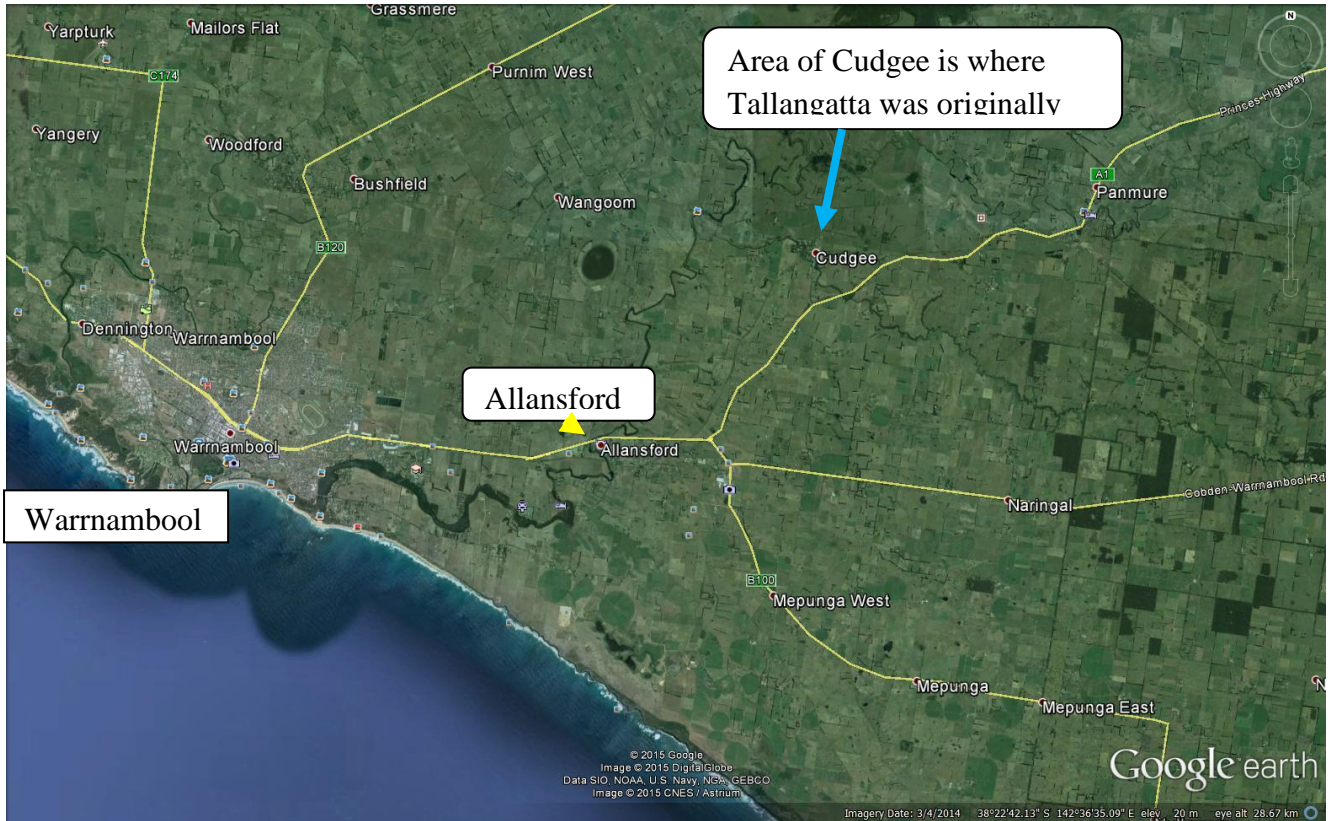 Grassmere
Yarpturk
Mailors Flat
C174
Purnim West
Area of Cudgee is where
Tallangatta was originally
Princes Highway
Yangery
Woodford
A1
Panmure
Bushfield
Wangoom
B120
Cudgee
Dennington
Warrnambool
Allansford
Warrnambool
Allansford
Warrnambool
Naringal
Cobden-Warrnambool Rd
B100
Mepunga West
Mepunga
Mepunga East
N
© 2015 Google
Image © 2015 DigitalGlobe
Data SIO, NOAA, U.S. Navy, NGA, GEBCO
Image © 2015 CNES / Astrium
Google earth
Imagery Date: 3/4/2014 38°22'42.13" S 142°36'35.09" E elev 20 m eye alt 28.67 km